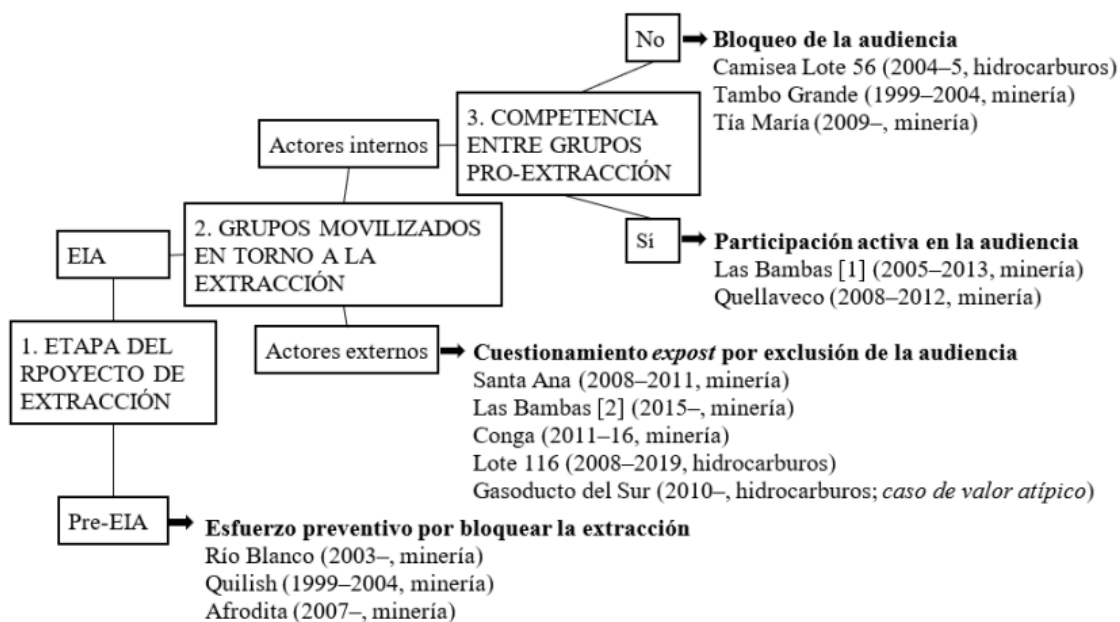 No
Bloqueo de la audiencia
Camisea Lote 56 (2004–5, hidrocarburos)
Tambo Grande (1999–2004, minería)
Tía María (2009–, minería)
3. COMPETENCIA
ENTRE GRUPOS
PRO-EXTRACCIÓN
Actores internos
Sí
Participación activa en la audiencia
Las Bambas [1] (2005–2013, minería)
Quellaveco (2008–2012, minería)
2. GRUPOS MOVILIZADOS
EN TORNO A LA
EXTRACCIÓN
EIA
Actores externos
Cuestionamiento expost por exclusión de la audiencia
Santa Ana (2008–2011, minería)
Las Bambas [2] (2015–, minería)
Conga (2011–16, minería)
Lote 116 (2008–2019, hidrocarburos)
Gasoducto del Sur (2010–, hidrocarburos; caso de valor atípico)
1. ETAPA DEL
RPOYECTO DE
EXTRACCIÓN
Pre-EIA
Esfuerzo preventivo por bloquear la extracción
Río Blanco (2003–, minería)
Quilish (1999–2004, minería)
Afrodita (2007–, minería)